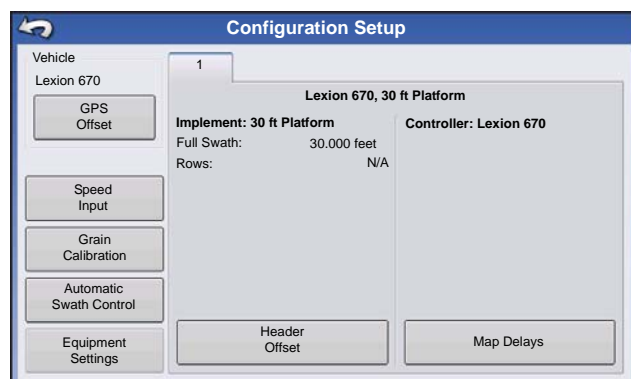 Configuration Setup
Vehicle
Lexion 670
GPS
Offset
Speed
Input
Grain
Calibration
Automatic
Swath Control
Equipment
Settings
1
Lexion 670, 30 ft Platform
Implement: 30 ft Platform
Full Swath: 30.000 feet
Rows: N/A
Header
Offset
Controller: Lexion 670
Map Delays